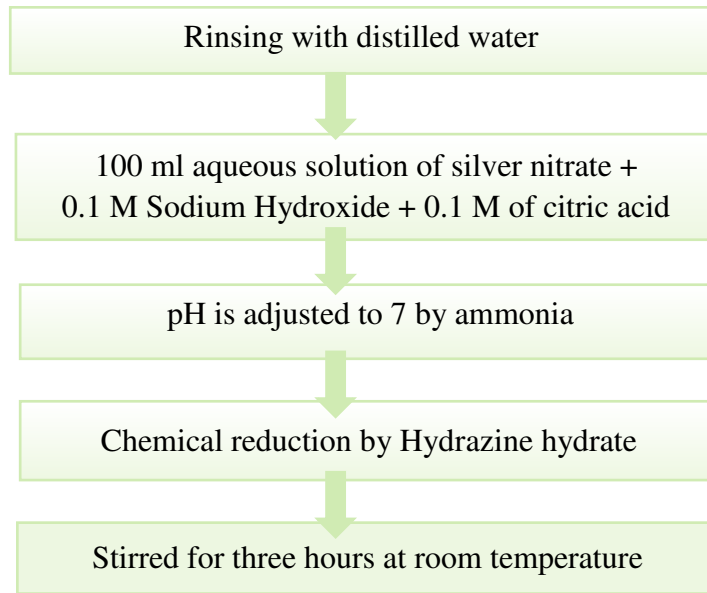 Rinsing with distilled water
100 ml aqueous solution of silver nitrate +
0.1 M Sodium Hydroxide + 0.1 M of citric acid
pH is adjusted to 7 by ammonia
Chemical reduction by Hydrazine hydrate
Stirred for three hours at room temperature